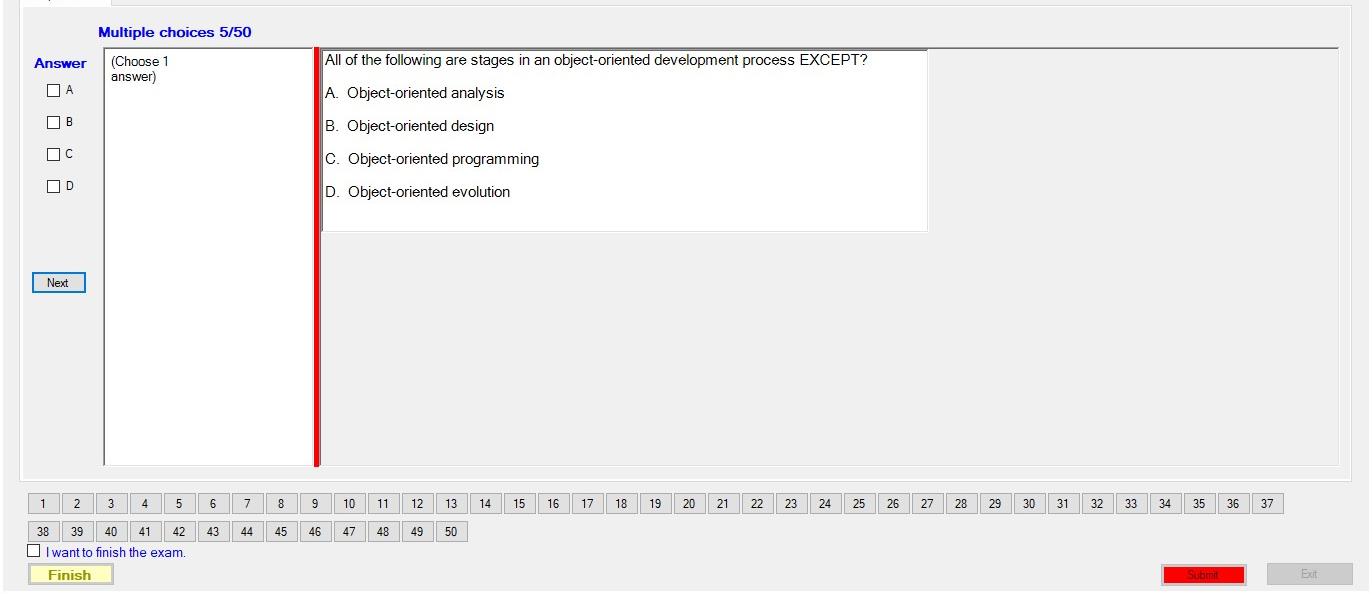 Multiple choices 5/50
Answer
(Choose 1
answer)
A
B
C
D
Next
All of the following are stages in an object-oriented development process EXCEPT?
A. Object-oriented analysis
B. Object-oriented design
C. Object-oriented programming
D. Object-oriented evolution
1 2 3 4 5 6 7 8 9 10 11 12 13 14 15 16 17 18 19 20 21 22 23 24 25 26 27 28 29 30 31 32 33 34 35 36 37
38 39 40 41 42 43 44 45 46 47 48 49 50
I want to finish the exam.
Finish
Submit
Exit